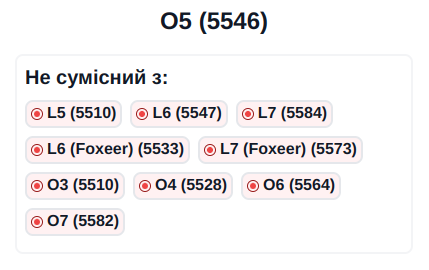 O5 (5546)
Не сумісний з:
L5 (5510) L6 (5547) L7 (5584)
L6 (Foxeer) (5533) L7 (Foxeer) (5573)
O3 (5510) O4 (5528) O6 (5564)
O7 (5582)